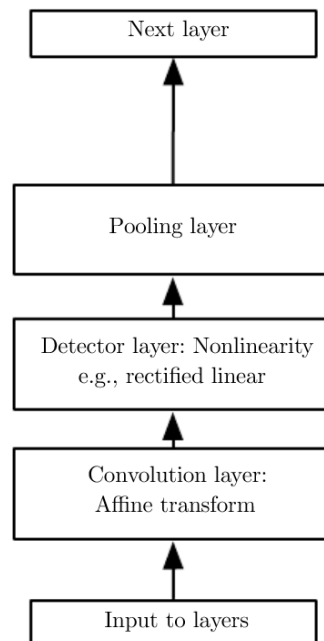 Next layer
Pooling layer
Detector layer: Nonlinearity
e.g., rectified linear
Convolution layer:
Affine transform
Input to layers